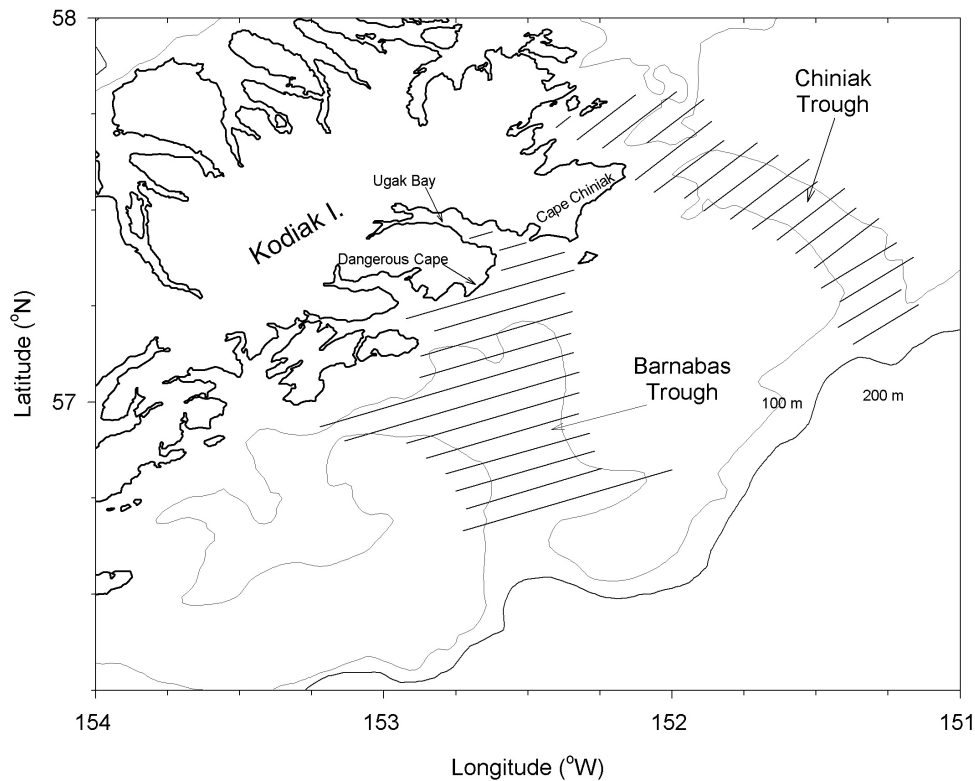 58
Chiniak
Trough
Ugak Bay
Cape Chiniak
Kodiak I.
Dangerous Cape
Latitude (°N)
Barnabas
Trough
57
100 m
200 m
154
153
152
151
Longitude (°W)